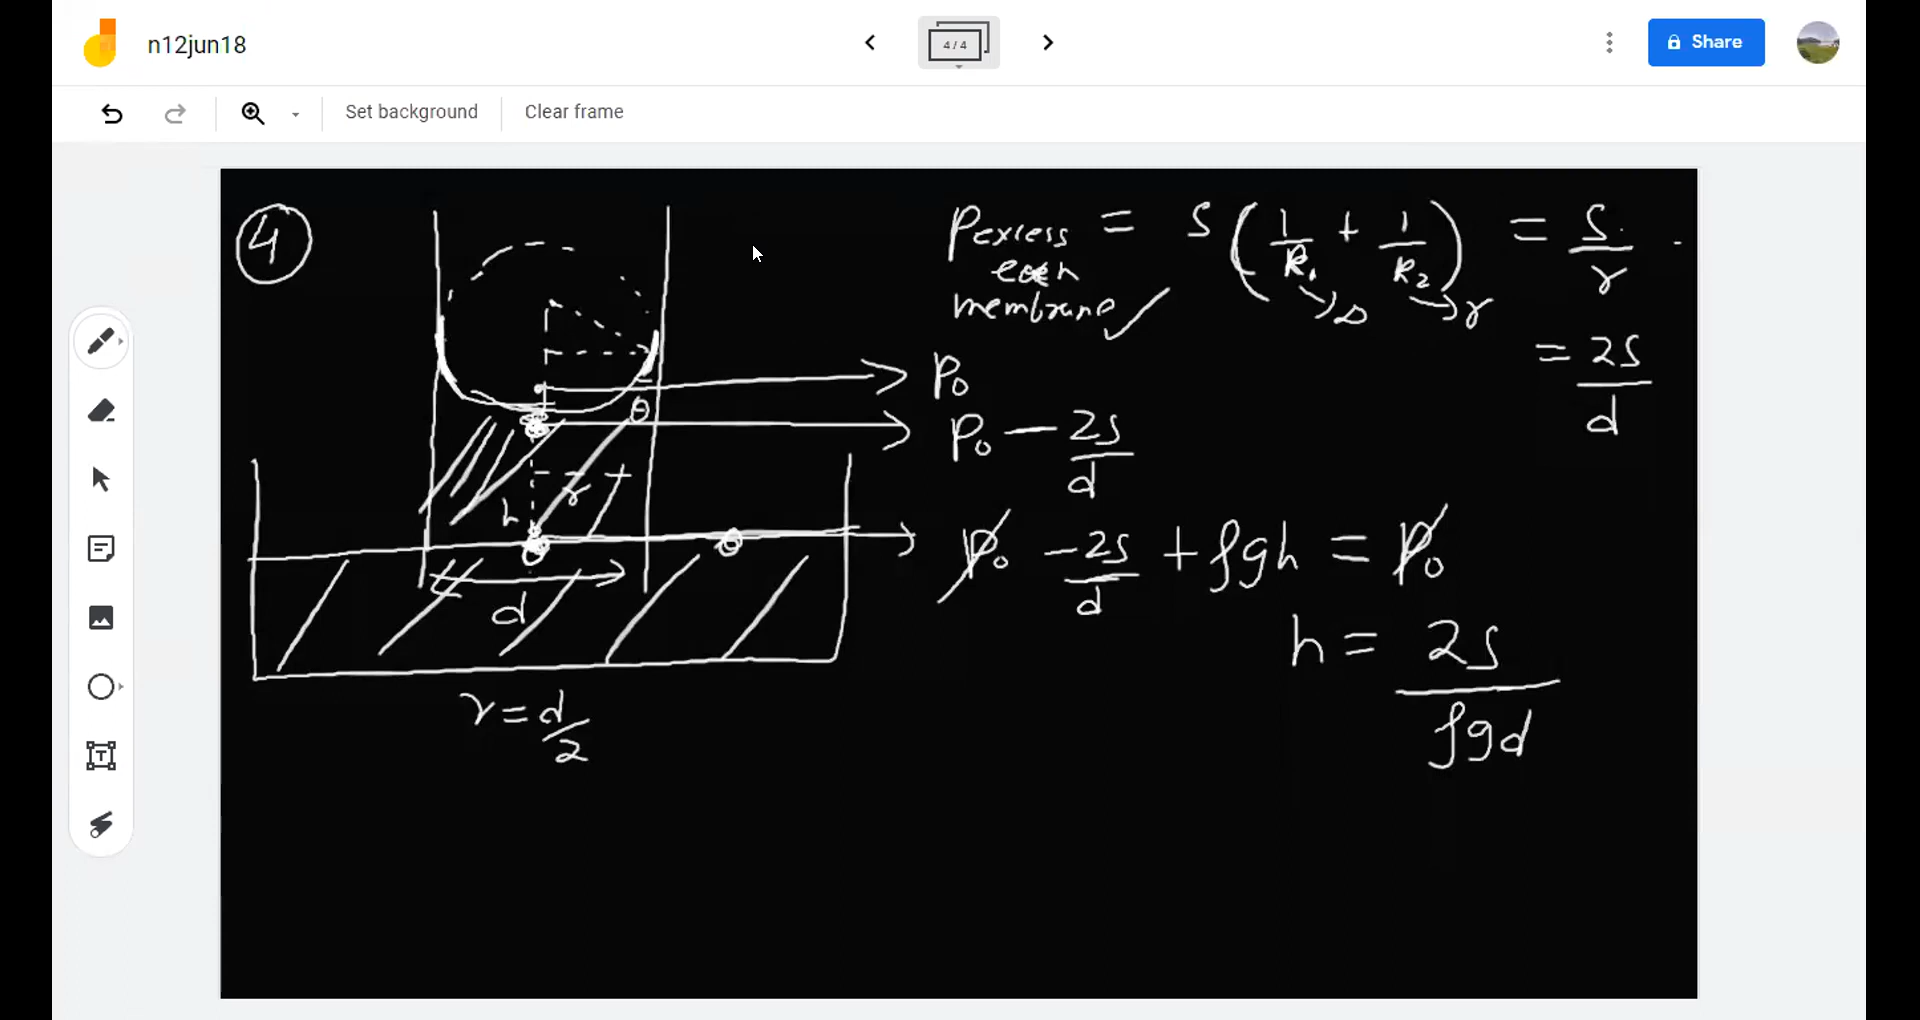 n12jun18
4 / 4
Share
Set background
Clear frame
4
Pexcess each membrane = S ( 1/R₁ + 1/R₂ ) = S/r
→ ∞ → r
= 2S/d
P₀
P₀ − 2S/d
θ
r
h
P₀ − 2S/d + ρgh = P₀
d
h = 2S/ρgd
r = d/2